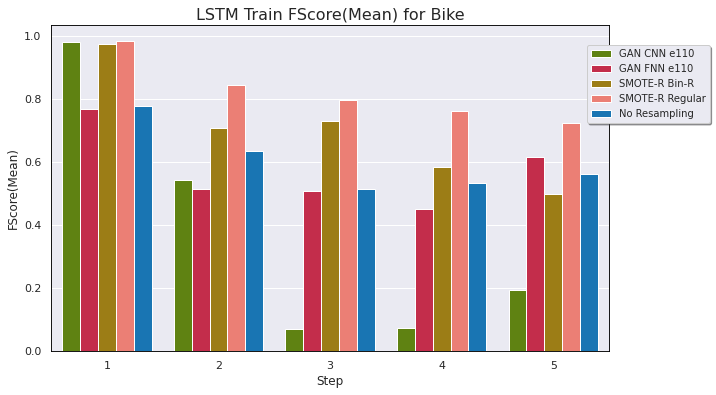 LSTM Train FScore(Mean) for Bike
1.0
0.8
0.6
0.4
0.2
0.0
FScore(Mean)
1
2
3
4
5
Step
GAN CNN e110
GAN FNN e110
SMOTE-R Bin-R
SMOTE-R Regular
No Resampling